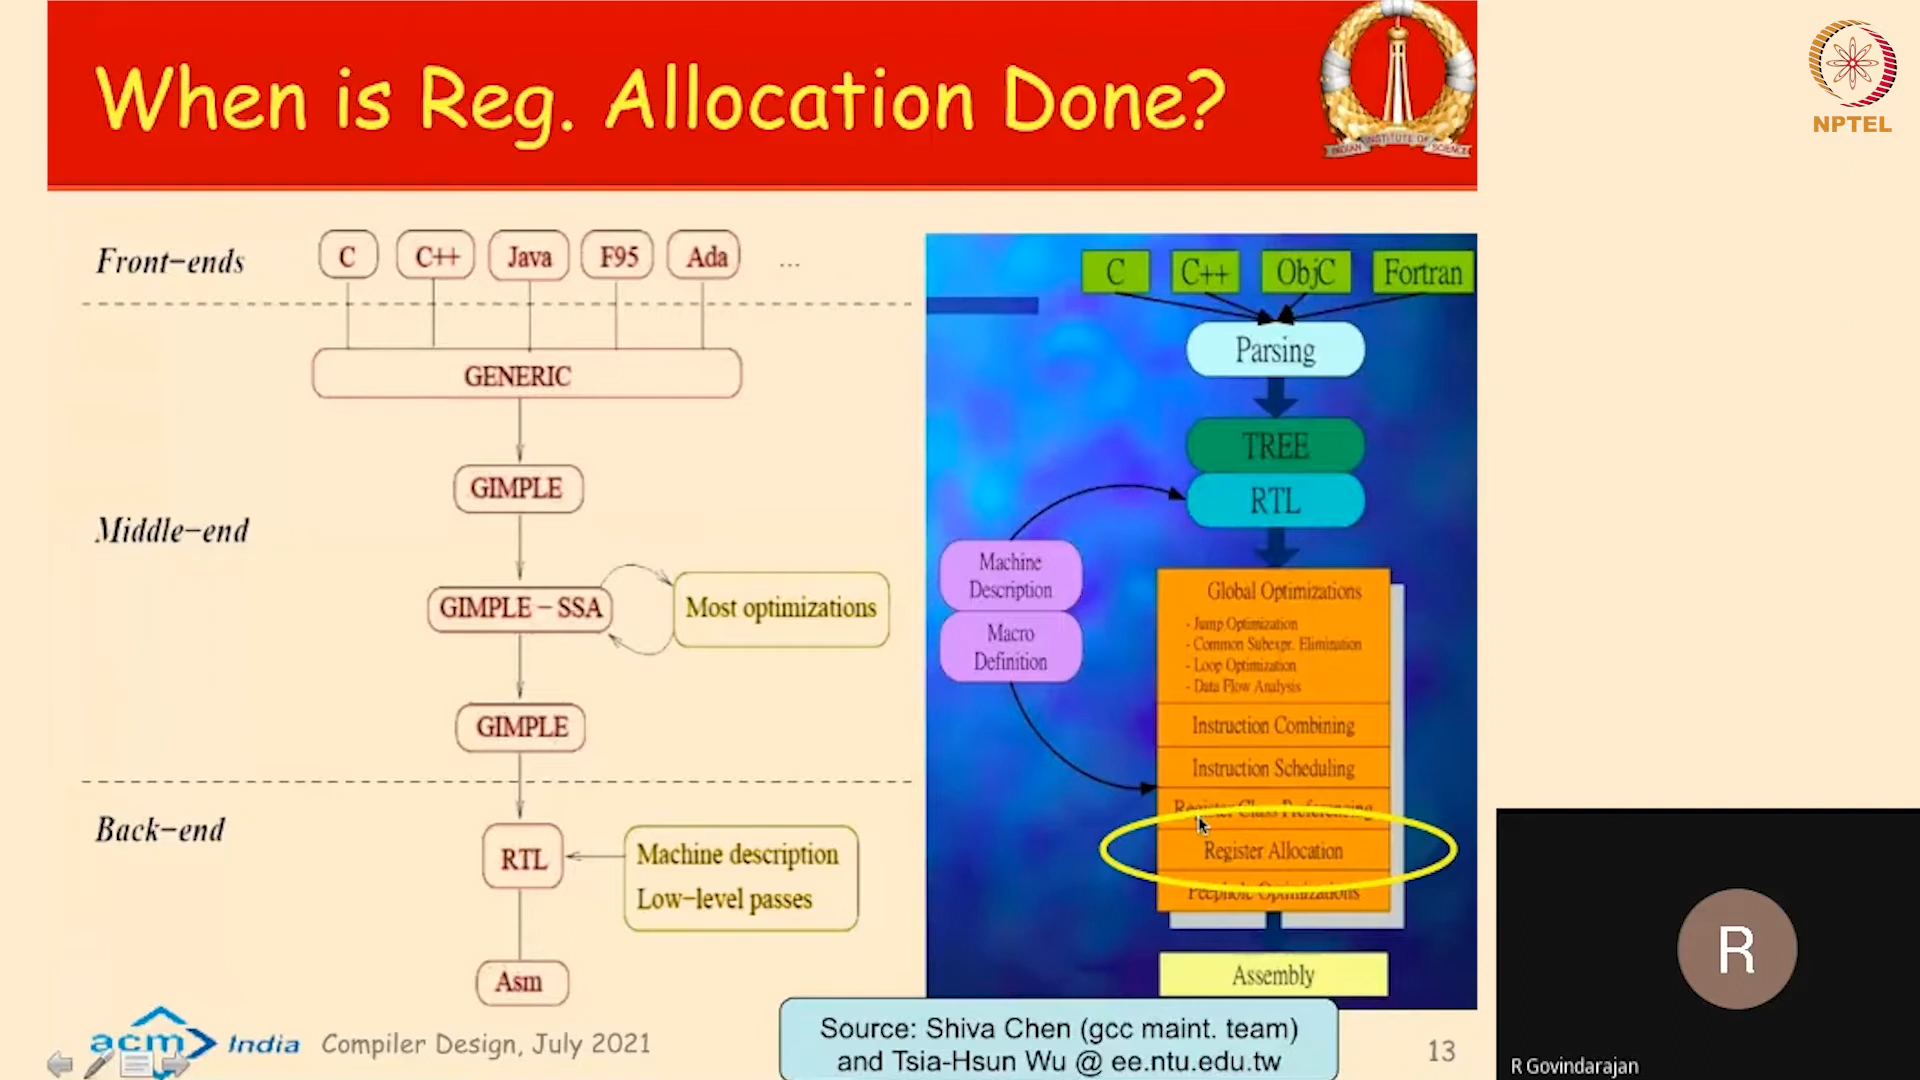 When is Reg. Allocation Done?
INDIAN INSTITUTE OF SCIENCE
NPTEL
Front-ends
C
C++
Java
F95
Ada
...
GENERIC
GIMPLE
Middle-end
GIMPLE - SSA
Most optimizations
GIMPLE
Back-end
RTL
Machine description
Low-level passes
Asm
C
C++
ObjC
Fortran
Parsing
TREE
RTL
Machine
Description
Macro
Definition
Global Optimizations
- Jump Optimization
- Common Subexpr. Elimination
- Loop Optimization
- Data Flow Analysis
Instruction Combining
Instruction Scheduling
Register Class Preferencing
Register Allocation
Peephole Optimizations
Assembly
acm India
Compiler Design, July 2021
Source: Shiva Chen (gcc maint. team)
and Tsia-Hsun Wu @ ee.ntu.edu.tw
13
R
R Govindarajan